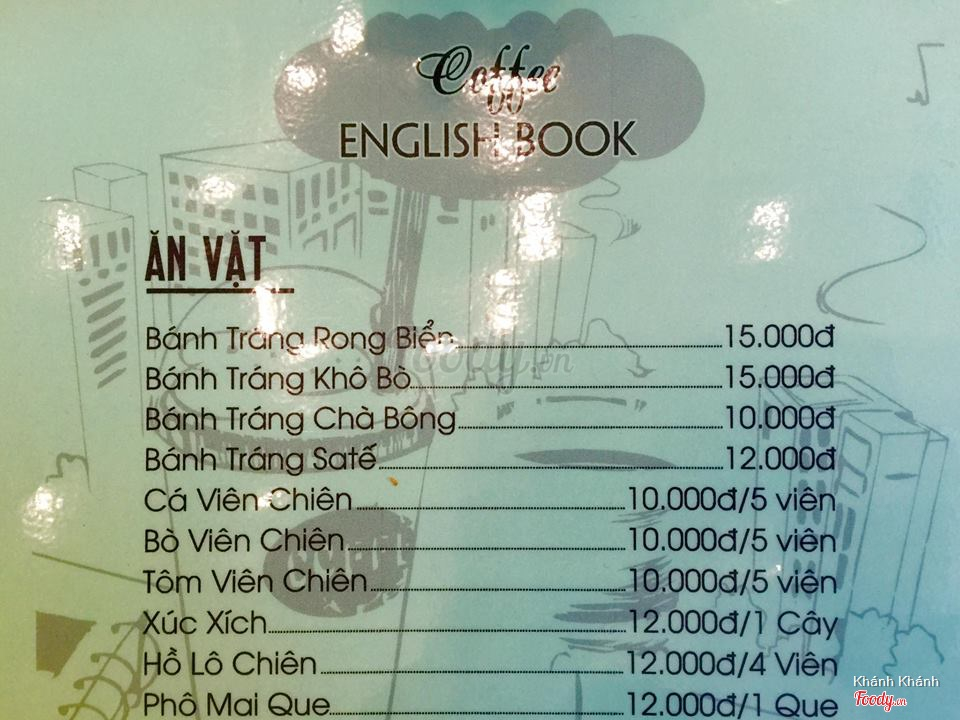 Coffee
ENGLISH BOOK
ĂN VẶT
Bánh Tráng Rong Biển 15.000đ
Bánh Tráng Khô Bò 15.000đ
Bánh Tráng Chà Bông 10.000đ
Bánh Tráng Satế 12.000đ
Cá Viên Chiên 10.000đ/5 viên
Bò Viên Chiên 10.000đ/5 viên
Tôm Viên Chiên 10.000đ/5 viên
Xúc Xích 12.000đ/1 Cây
Hồ Lô Chiên 12.000đ/4 Viên
Phô Mai Que 12.000đ/1 Que
Khánh Khánh
Foody.vn